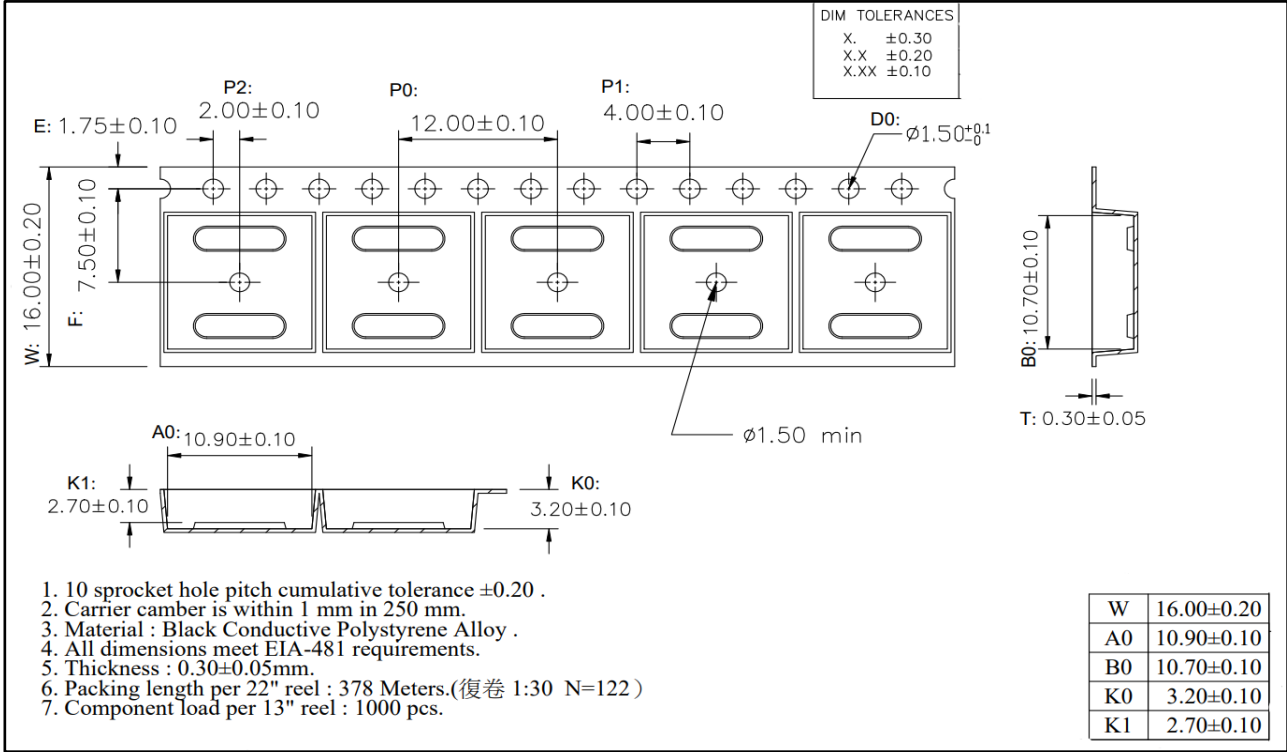 DIM TOLERANCES
X. ±0.30
X.X ±0.20
X.XX ±0.10
P2:
2.00±0.10
P0:
12.00±0.10
P1:
4.00±0.10
E: 1.75±0.10
D0:
Ø1.50+0.1 -0
W: 16.00±0.20
F: 7.50±0.10
B0: 10.70±0.10
T: 0.30±0.05
Ø1.50 min
A0: 10.90±0.10
K1:
2.70±0.10
K0:
3.20±0.10
1. 10 sprocket hole pitch cumulative tolerance ±0.20 .
2. Carrier camber is within 1 mm in 250 mm.
3. Material : Black Conductive Polystyrene Alloy .
4. All dimensions meet EIA-481 requirements.
5. Thickness : 0.30±0.05mm.
6. Packing length per 22" reel : 378 Meters.(復卷 1:30 N=122）
7. Component load per 13" reel : 1000 pcs.
W 16.00±0.20
A0 10.90±0.10
B0 10.70±0.10
K0 3.20±0.10
K1 2.70±0.10